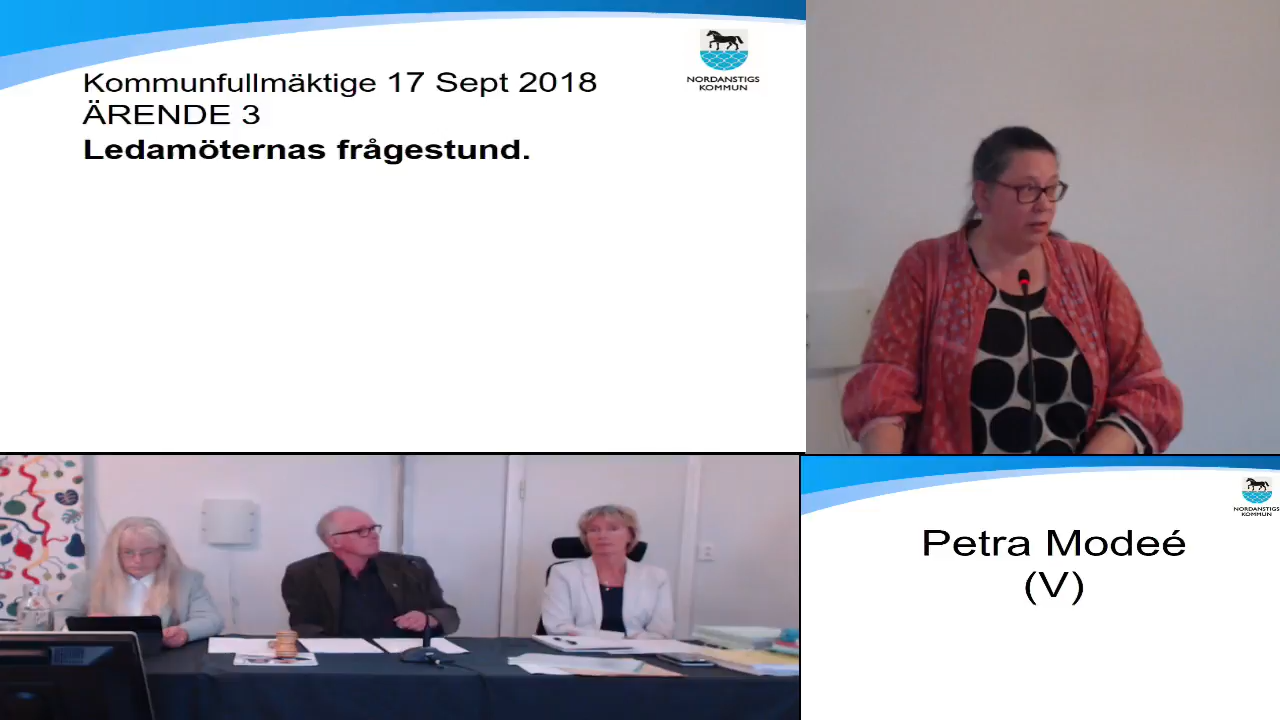 Kommunfullmäktige 17 Sept 2018
ÄRENDE 3
Ledamöternas frågestund.
NORDANSTIGS
KOMMUN
NORDANSTIGS
KOMMUN
Petra Modeé
(V)